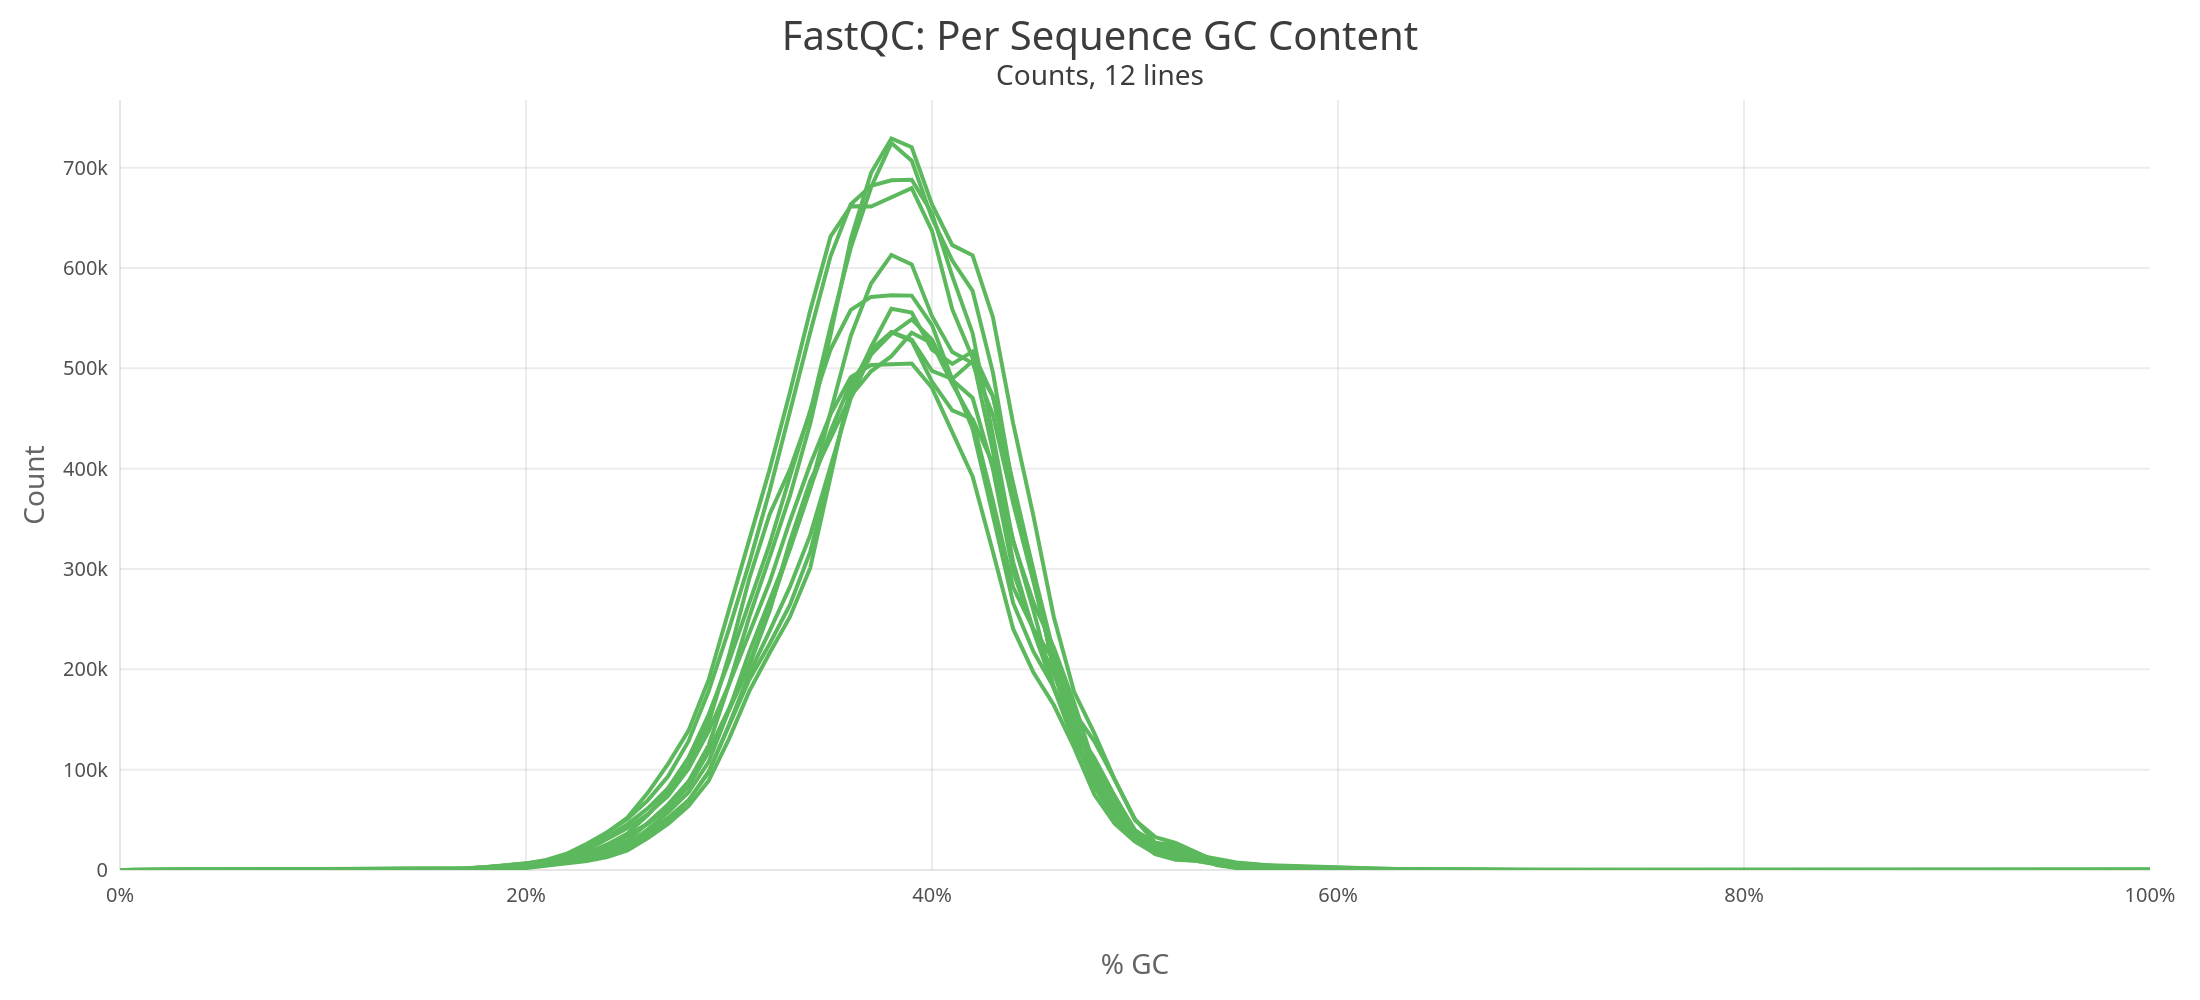 FastQC: Per Sequence GC Content
Counts, 12 lines
700k
600k
500k
400k
300k
200k
100k
0
Count
0%
20%
40%
60%
80%
100%
% GC